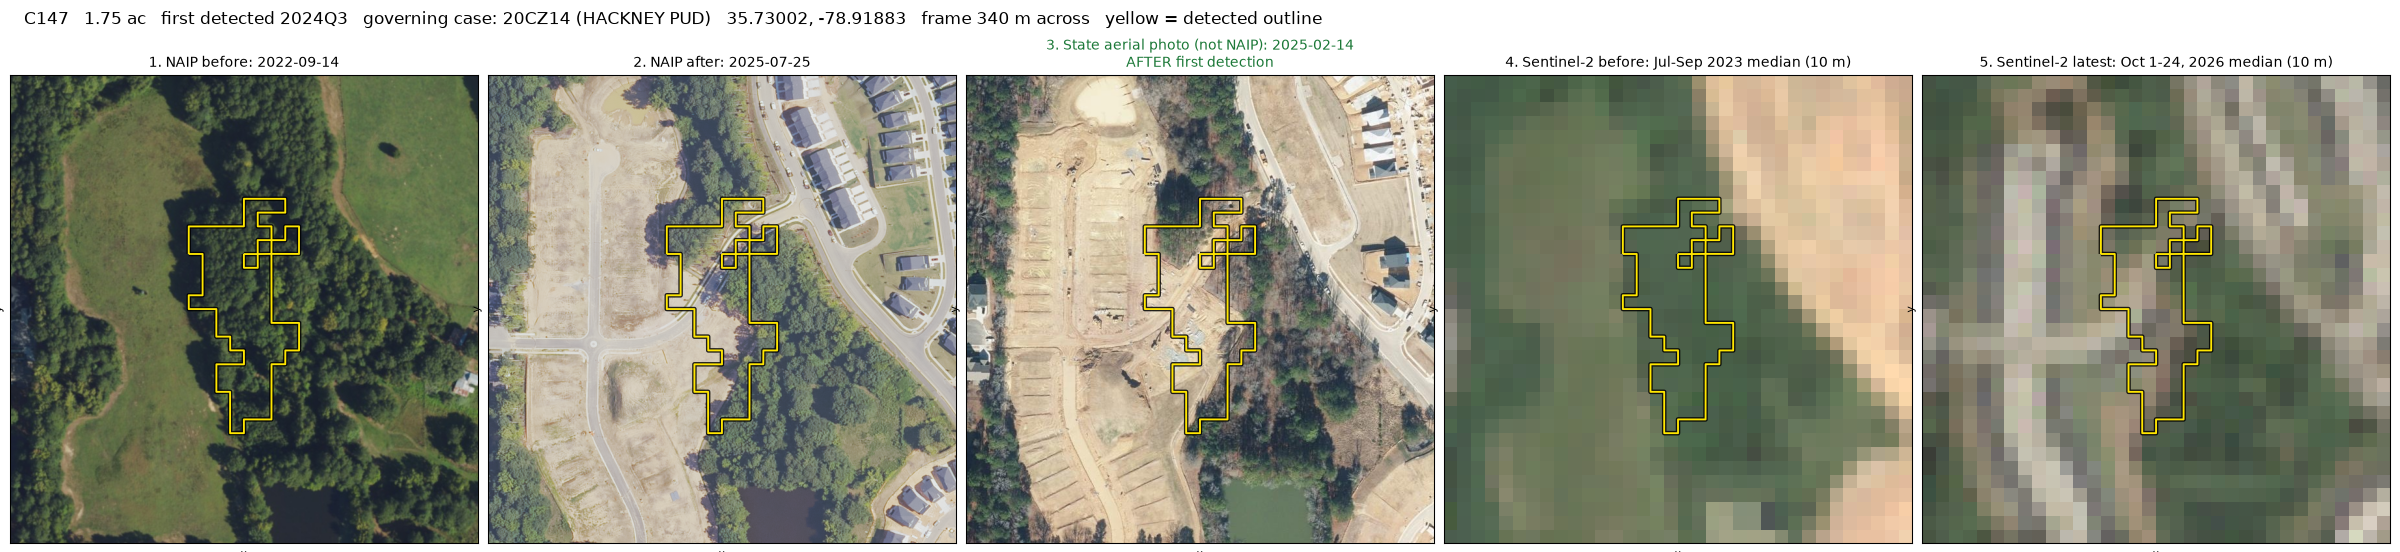 C147   1.75 ac   first detected 2024Q3   governing case: 20CZ14 (HACKNEY PUD)   35.73002, -78.91883   frame 340 m across   yellow = detected outline
1. NAIP before: 2022-09-14
2. NAIP after: 2025-07-25
3. State aerial photo (not NAIP): 2025-02-14
AFTER first detection
4. Sentinel-2 before: Jul-Sep 2023 median (10 m)
5. Sentinel-2 latest: Oct 1-24, 2026 median (10 m)